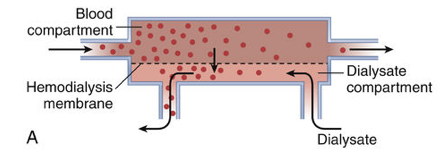 Blood
compartment
Hemodialysis
membrane
Dialysate
compartment
A
Dialysate